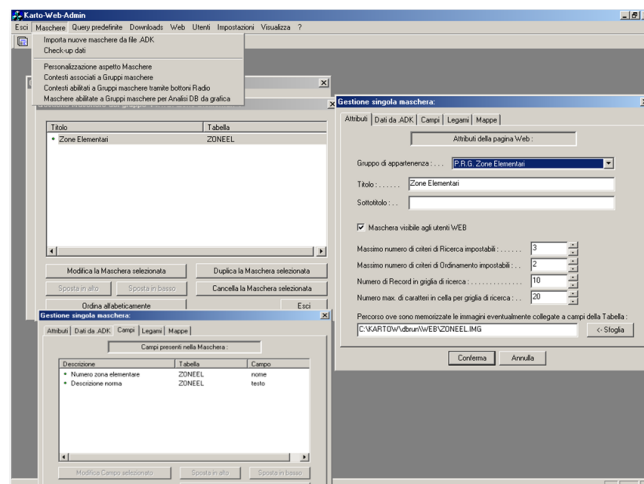 Karto-Web-Admin
Esci Maschere Query predefinite Downloads Web Utenti Impostazioni Visualizza ?
Importa nuove maschere da file .ADK
Check-up dati
Personalizzazione aspetto Maschere
Contesti associati a Gruppi maschere
Contesti abilitati a Gruppi maschere tramite bottoni Radio
Maschere abilitate a Gruppi maschere per Analisi DB da grafica
Titolo Tabella
Zone Elementari ZONEEL
Modifica la Maschera selezionata Duplica la Maschera selezionata
Sposta in alto Sposta in basso Cancella la Maschera selezionata
Ordina alfabeticamente Esci
Gestione singola maschera:
Attributi Dati da .ADK Campi Legami Mappe
Campi presenti nella Maschera :
Descrizione Tabella Campo
Numero zona elementare ZONEEL nome
Descrizione norma ZONEEL testo
Modifica Campo selezionato Sposta in alto Sposta in basso
Gestione singola maschera:
Attributi Dati da .ADK Campi Legami Mappe
Attributi della pagina Web :
Gruppo di appartenenza : . . . P.R.G. Zone Elementari
Titolo : . . . . . . Zone Elementari
Sottotitolo : . .
Maschera visibile agli utenti WEB
Massimo numero di criteri di Ricerca impostabili : . . . . . . 3
Massimo numero di criteri di Ordinamento impostabili : . . 2
Numero di Record in griglia di ricerca : . . . . . . . . . . . . . . 10
Numero max. di caratteri in cella per griglia di ricerca : . . 20
Percorso ove sono memorizzate le immagini eventualmente collegate a campi della Tabella :
C:\KARTOW\dbrun\WEB\ZONEEL.IMG <- Sfoglia
Conferma Annulla